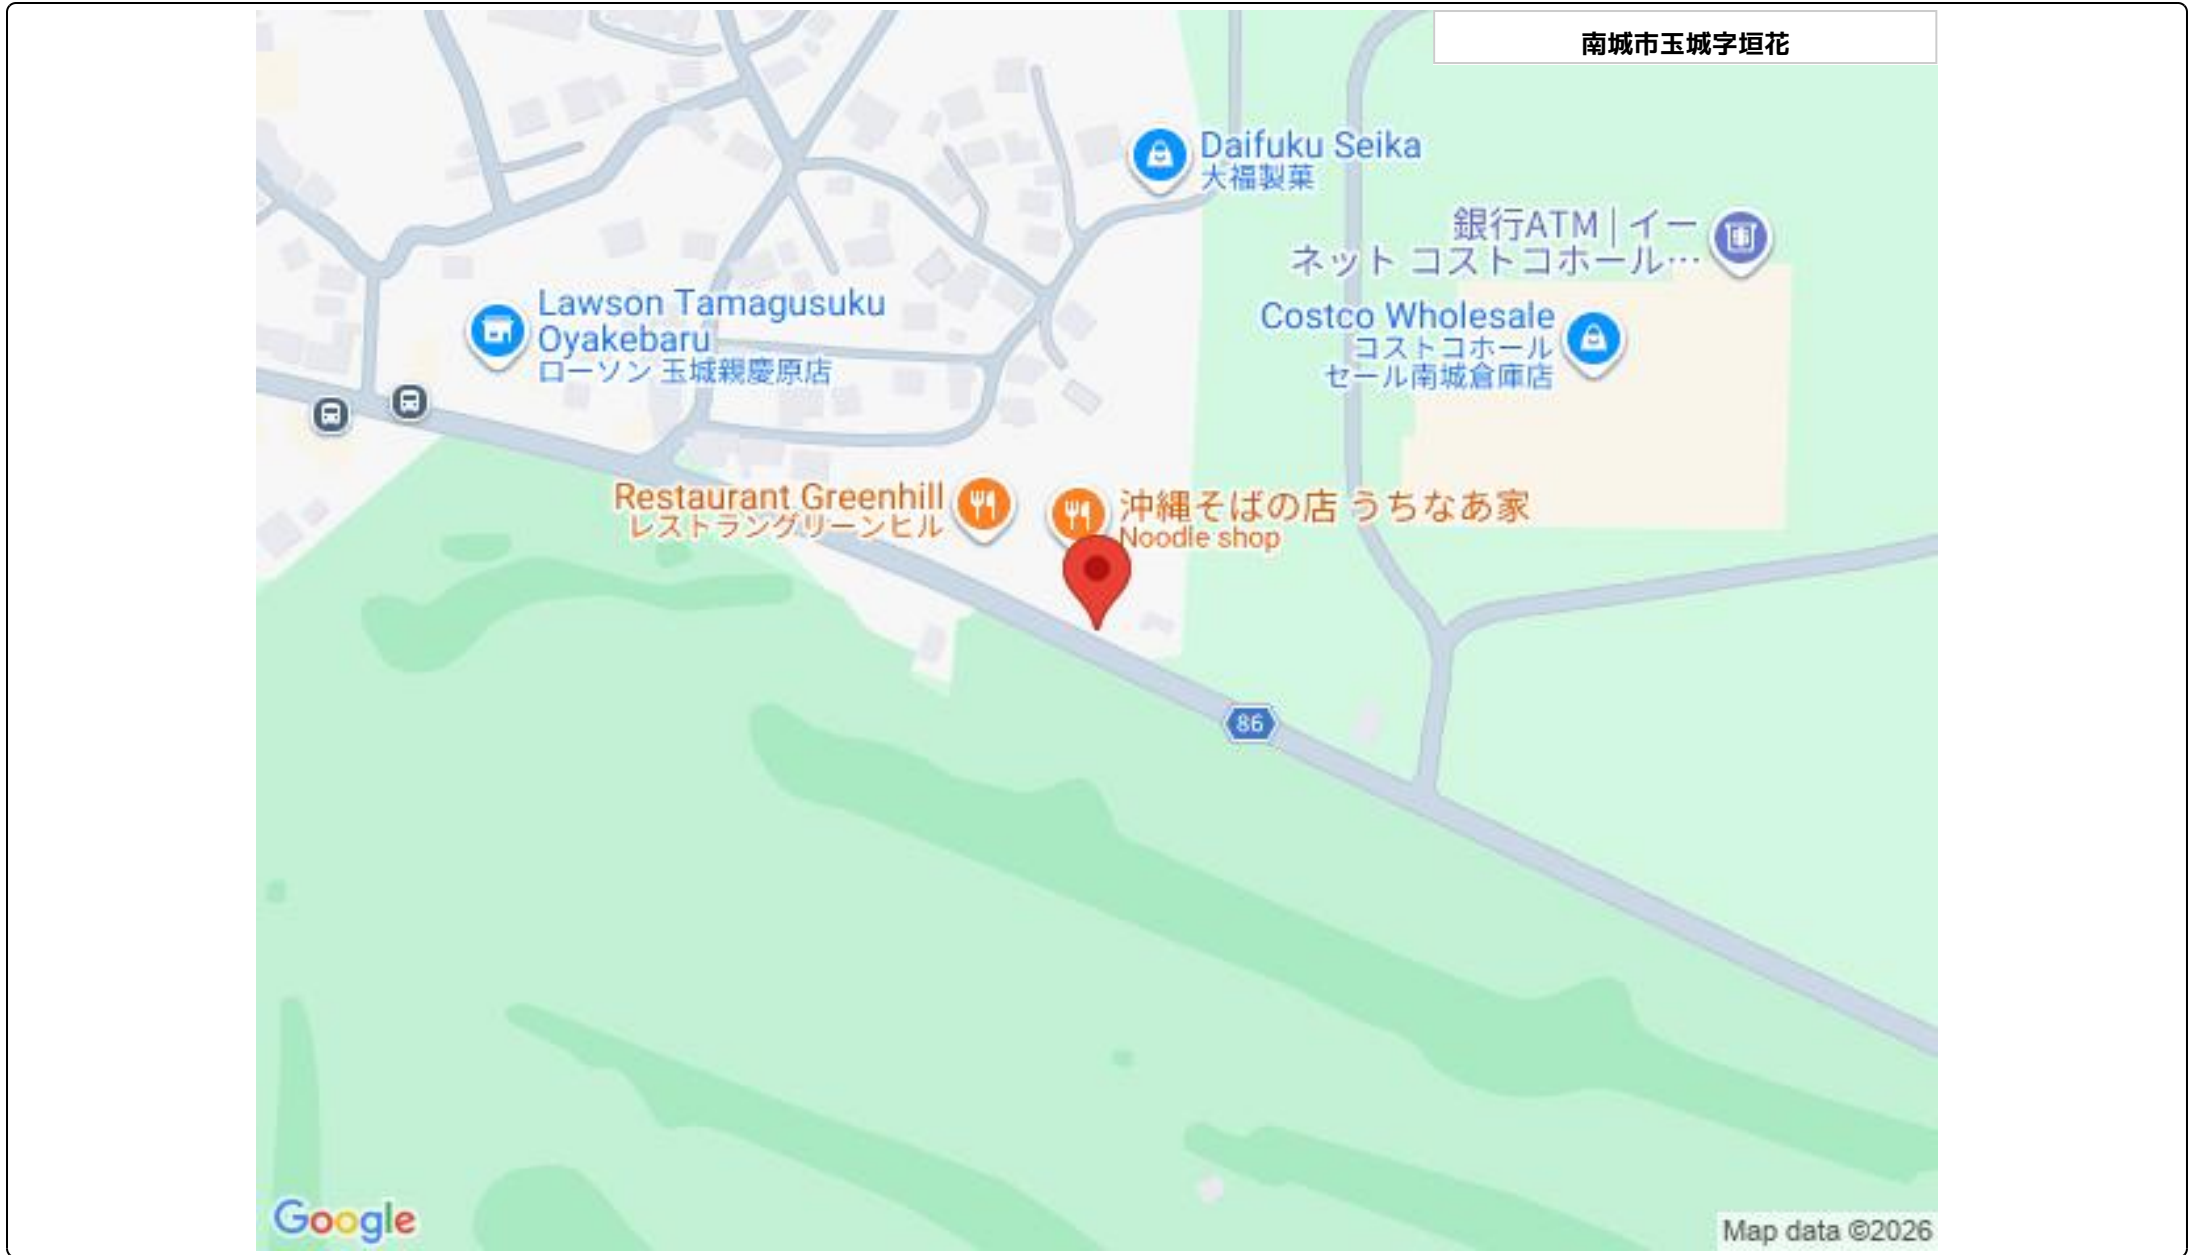 南城市玉城字垣花
Daifuku Seika
大福製菓
銀行ATM | イー
ネット コストコホール…
Lawson Tamagusuku
Oyakebaru
ローソン 玉城親慶原店
Costco Wholesale
コストコホール
セール南城倉庫店
Restaurant Greenhill
レストラングリーンヒル
沖縄そばの店 うちなあ家
Noodle shop
86
Google
Map data ©2026